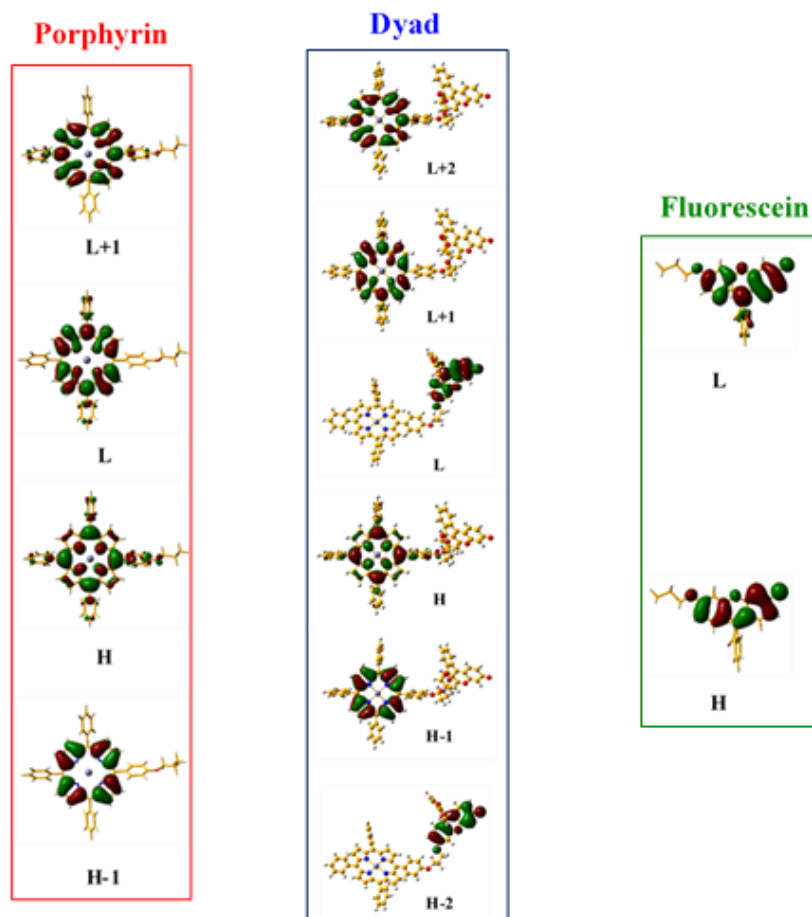 Porphyrin
L+1
L
H
H-1
Dyad
L+2
L+1
L
H
H-1
H-2
Fluorescein
L
H